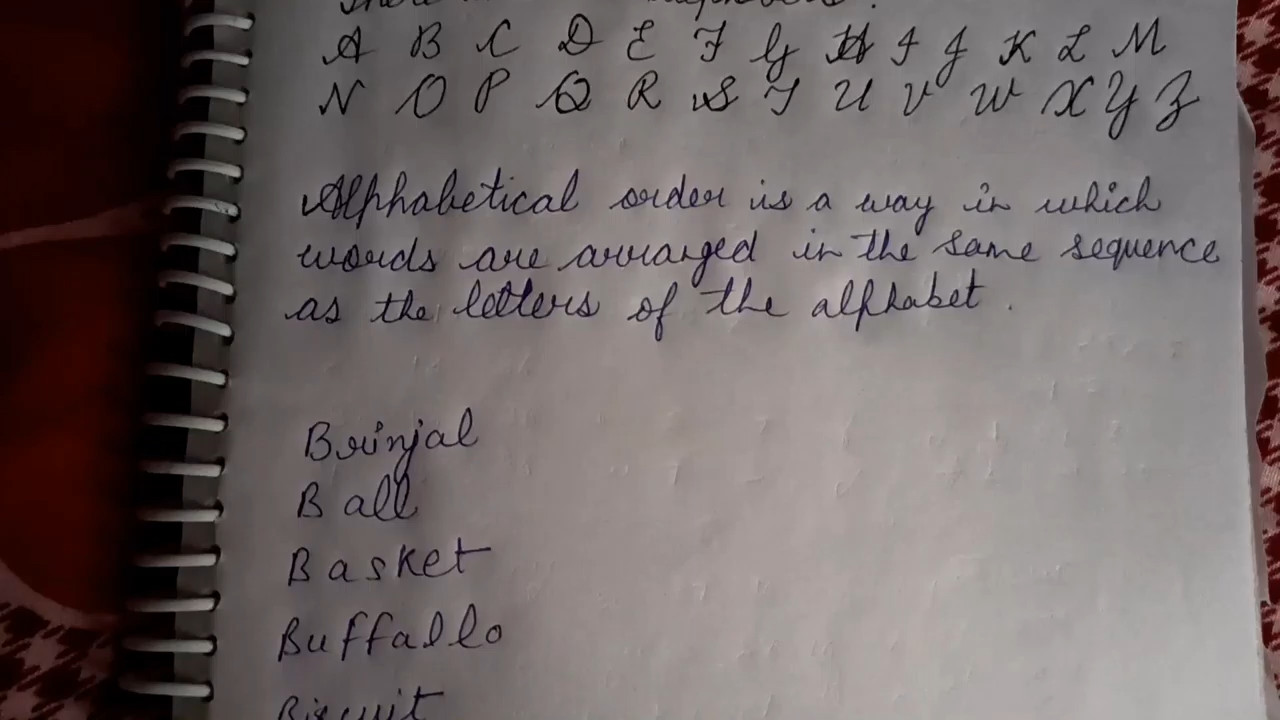 A B C D E F G H I J K L M
N O P Q R S T U V W X Y Z
Alphabetical order is a way in which
words are arranged in the same sequence
as the letters of the alphabet.
Brinjal
Ball
Basket
Buffallo
Biscuit